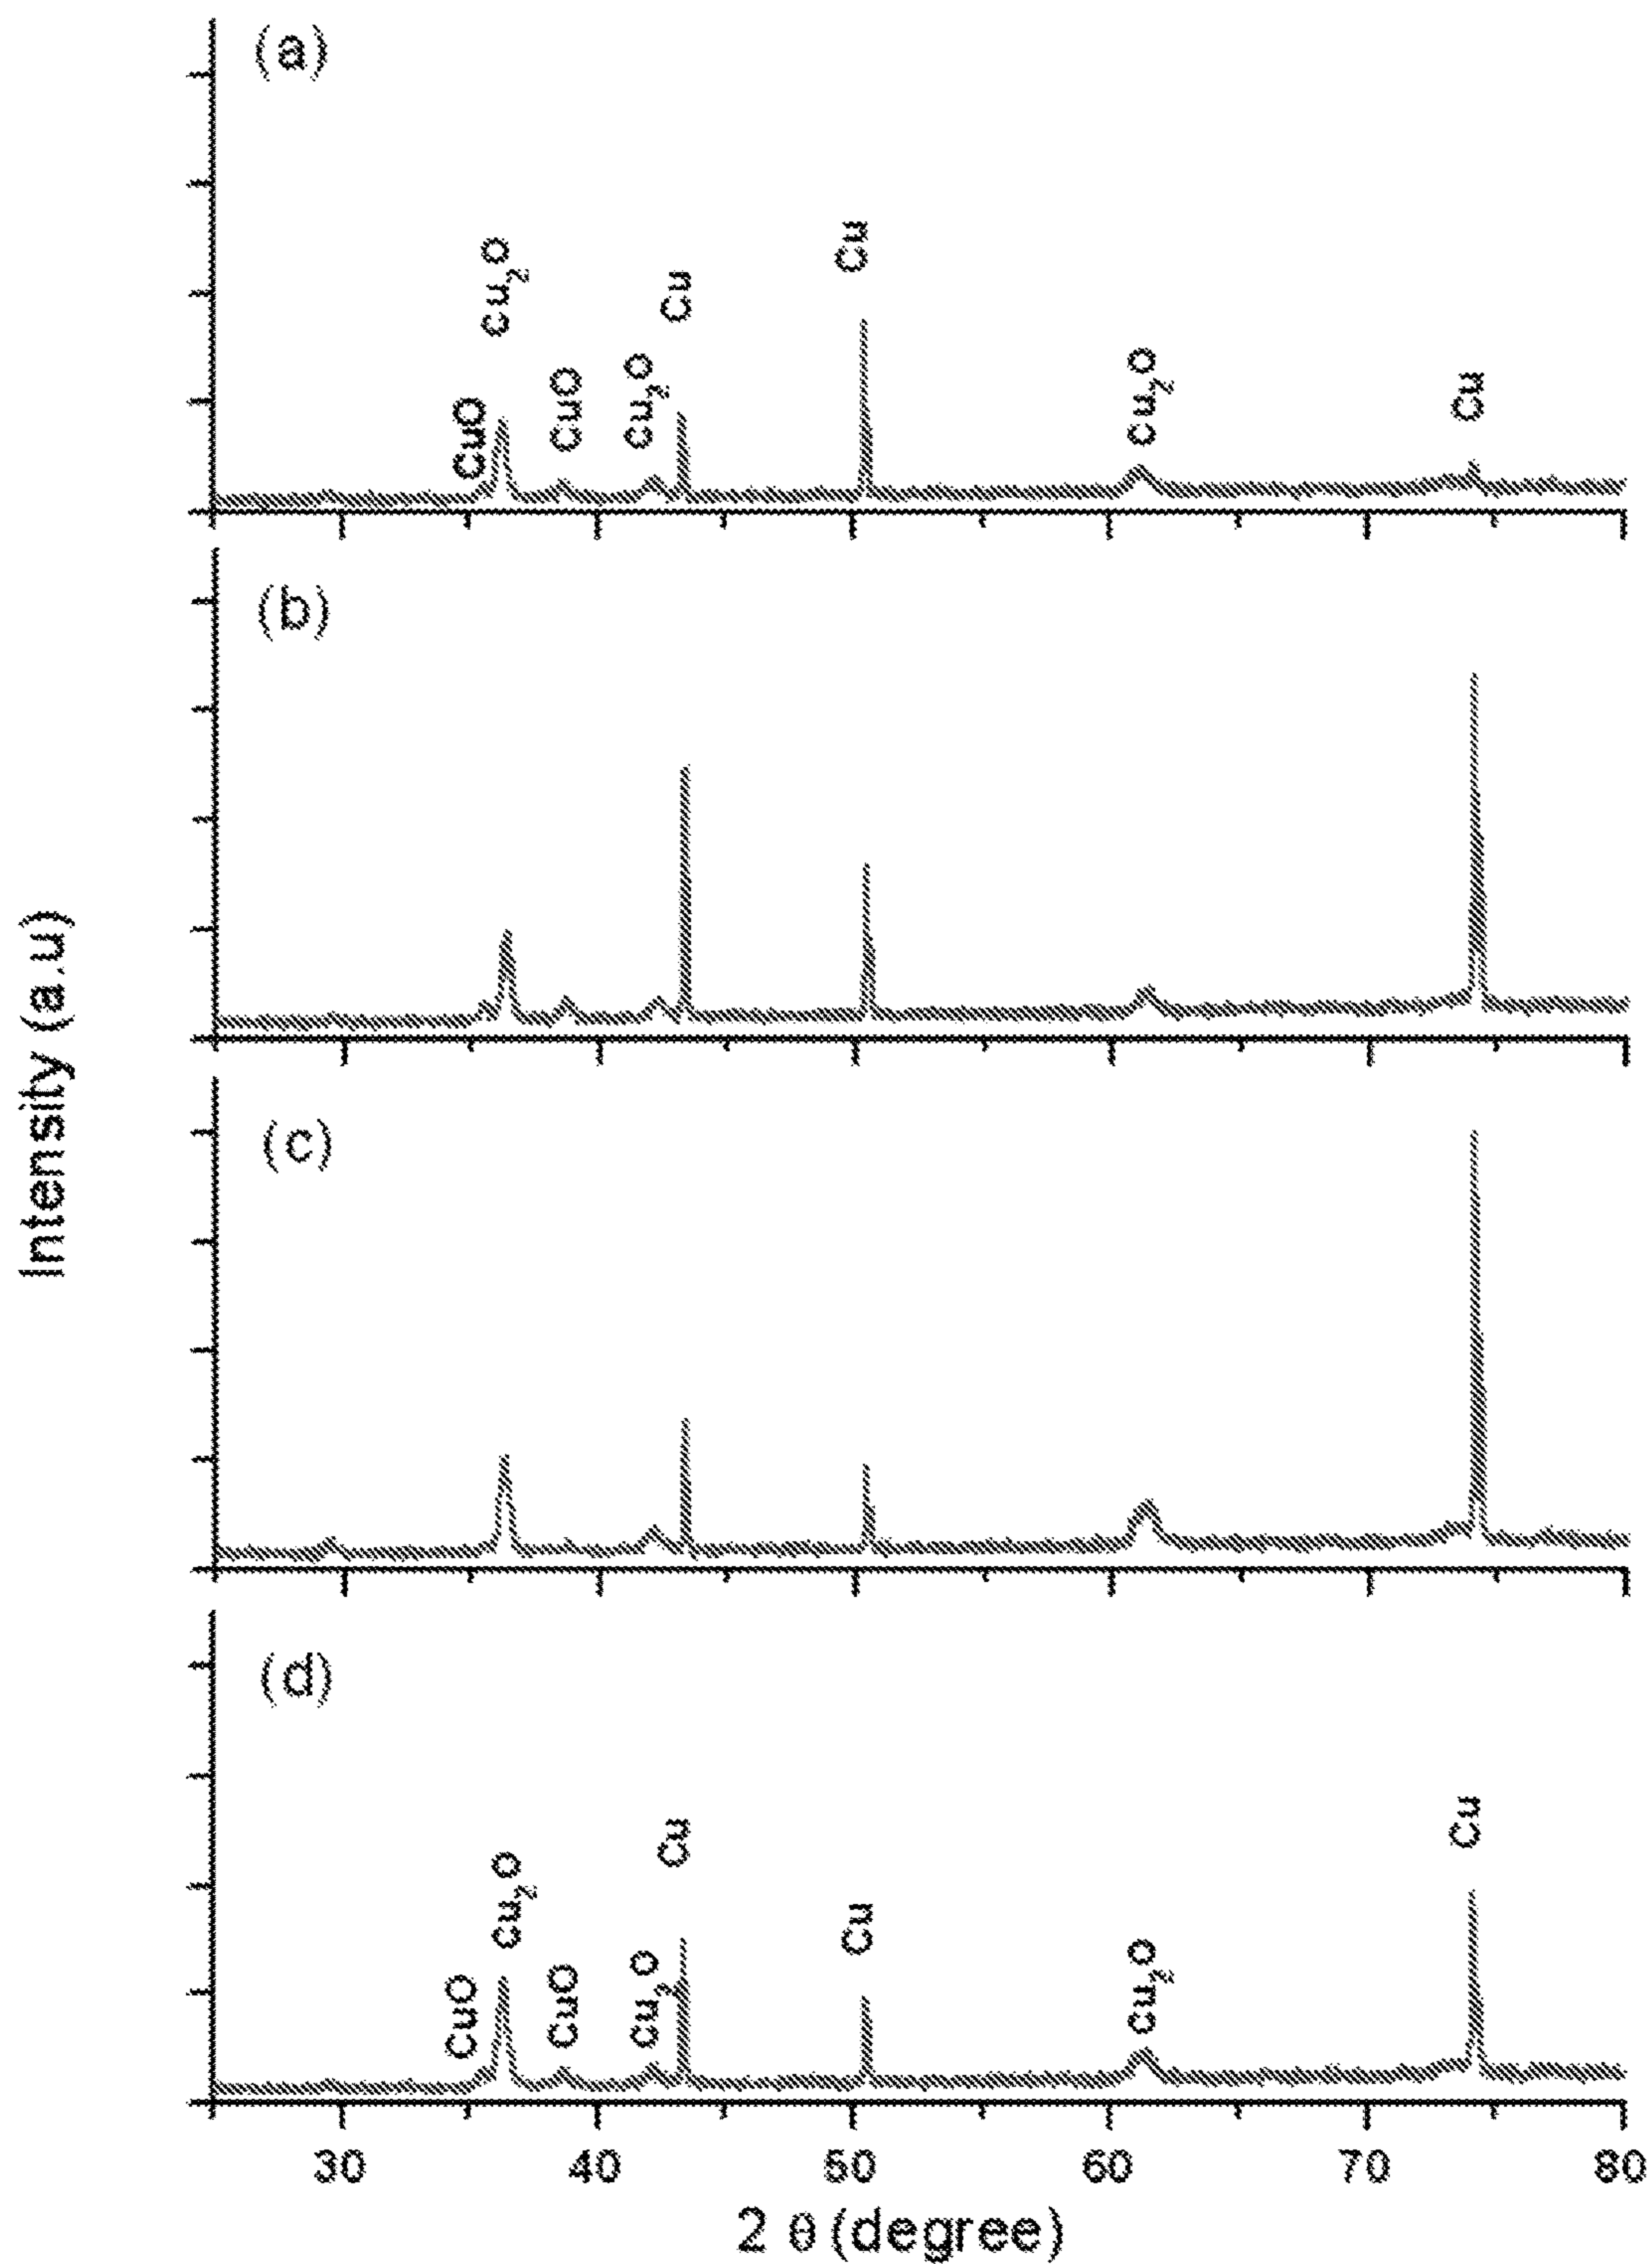 (a)
CuO
Cu₂O
CuO
Cu₂O
Cu
Cu
Cu₂O
Cu
(b)
(c)
(d)
CuO
Cu₂O
CuO
Cu₂O
Cu
Cu
Cu₂O
Cu
Intensity (a.u)
30 40 50 60 70 80
2 θ (degree)